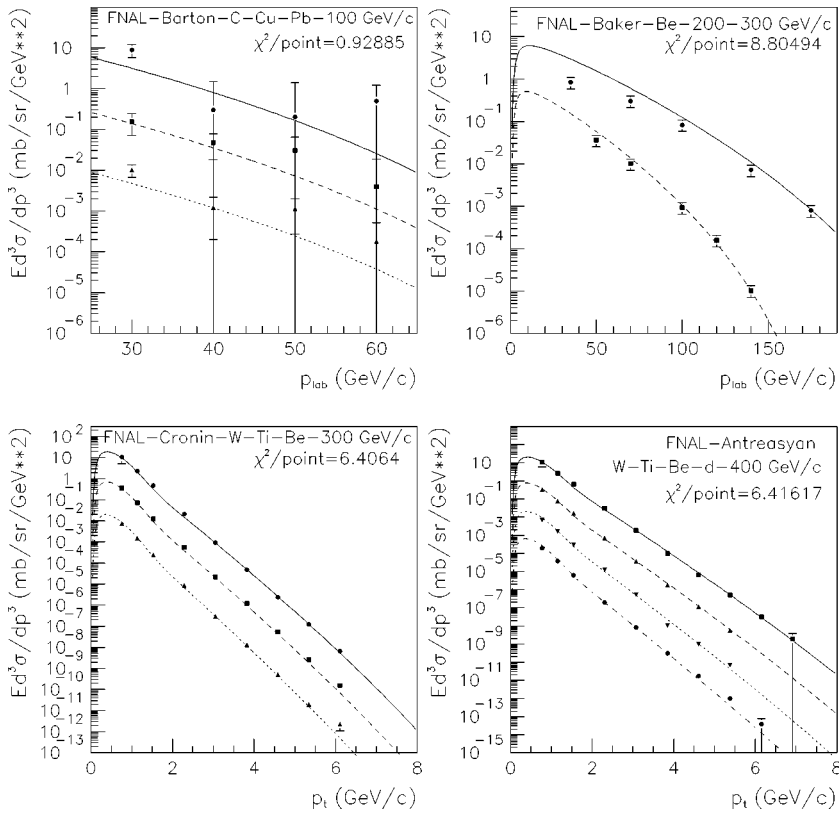 FNAL-Barton-C-Cu-Pb-100 GeV/c
χ²/point=0.92885
Ed³σ/dp³ (mb/sr/GeV**2)
10
1
10⁻¹
10⁻²
10⁻³
10⁻⁴
10⁻⁵
10⁻⁶
30 40 50 60
p_lab (GeV/c)
FNAL-Baker-Be-200-300 GeV/c
χ²/point=8.80494
Ed³σ/dp³ (mb/sr/GeV**2)
10
1
10⁻¹
10⁻²
10⁻³
10⁻⁴
10⁻⁵
10⁻⁶
0 50 100 150
p_lab (GeV/c)
FNAL-Cronin-W-Ti-Be-300 GeV/c
χ²/point=6.4064
Ed³σ/dp³ (mb/sr/GeV**2)
10²
10
1
10⁻¹
10⁻²
10⁻³
10⁻⁴
10⁻⁵
10⁻⁶
10⁻⁷
10⁻⁸
10⁻⁹
10⁻¹⁰
10⁻¹¹
10⁻¹²
10⁻¹³
0 2 4 6 8
p_t (GeV/c)
FNAL-Antreasyan
W-Ti-Be-d-400 GeV/c
χ²/point=6.41617
Ed³σ/dp³ (mb/sr/GeV**2)
10
10⁻¹
10⁻³
10⁻⁵
10⁻⁷
10⁻⁹
10⁻¹¹
10⁻¹³
10⁻¹⁵
0 2 4 6 8
p_t (GeV/c)